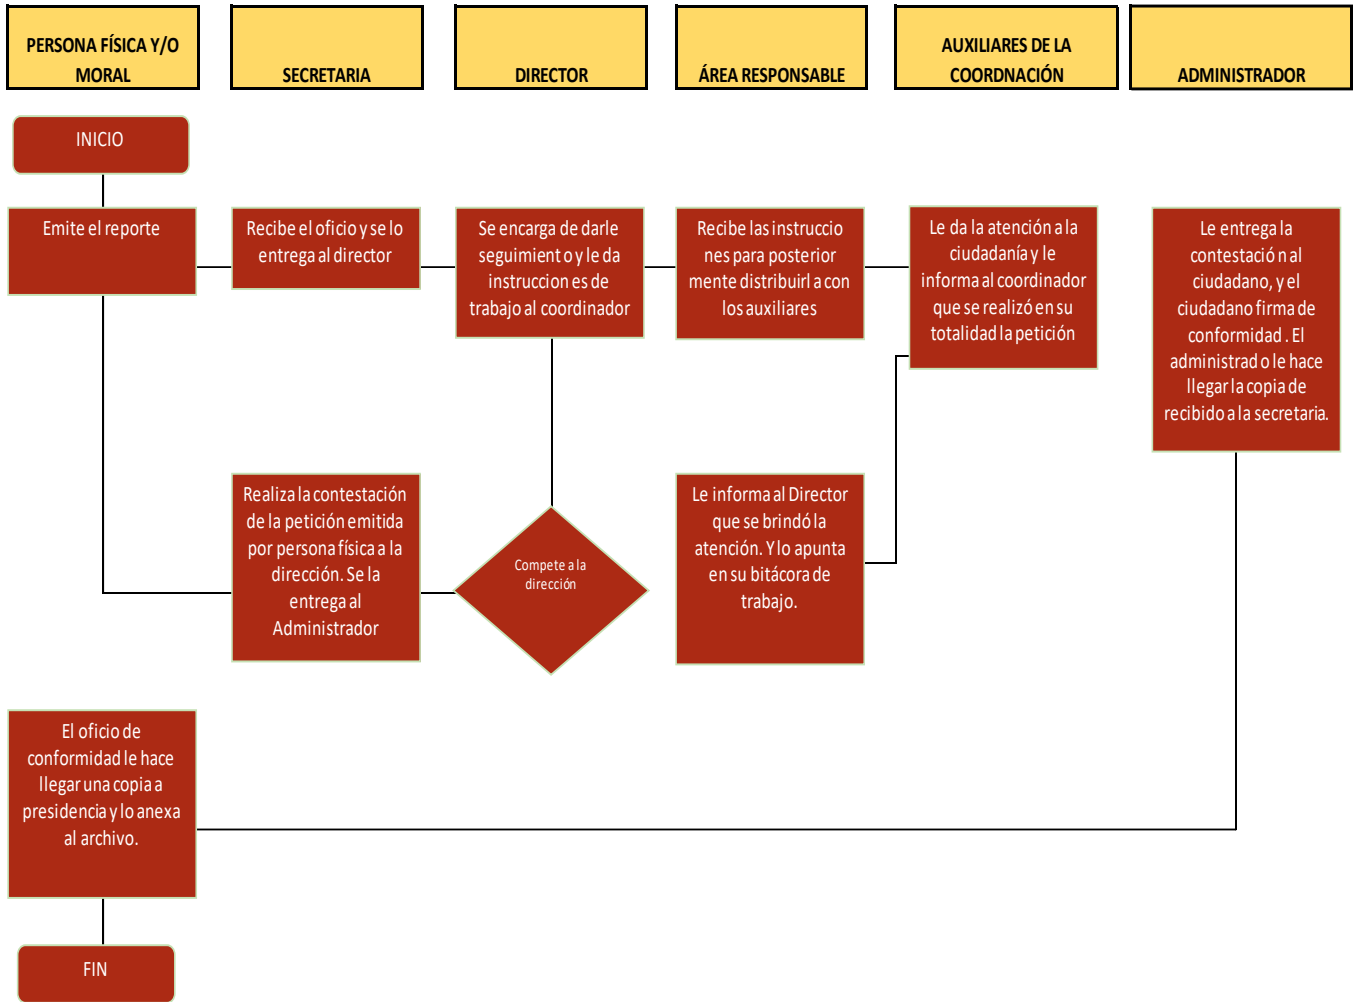 PERSONA FÍSICA Y/O
MORAL
SECRETARIA
DIRECTOR
ÁREA RESPONSABLE
AUXILIARES DE LA
COORDNACIÓN
ADMINISTRADOR
INICIO
Emite el reporte
Recibe el oficio y se lo
entrega al director
Se encarga de darle
seguimient o y le da
instruccion es de
trabajo al coordinador
Recibe las instruccio
nes para posterior
mente distribuirl a con
los auxiliares
Le da la atención a la
ciudadanía y le
informa al coordinador
que se realizó en su
totalidad la petición
Le entrega la
contestació n al
ciudadano, y el
ciudadano firma de
conformidad . El
administrad o le hace
llegar la copia de
recibido a la secretaria.
Realiza la contestación
de la petición emitida
por persona física a la
dirección. Se la
entrega al
Administrador
Compete a la
dirección
Le informa al Director
que se brindó la
atención. Y lo apunta
en su bitácora de
trabajo.
El oficio de
conformidad le hace
llegar una copia a
presidencia y lo anexa
al archivo.
FIN